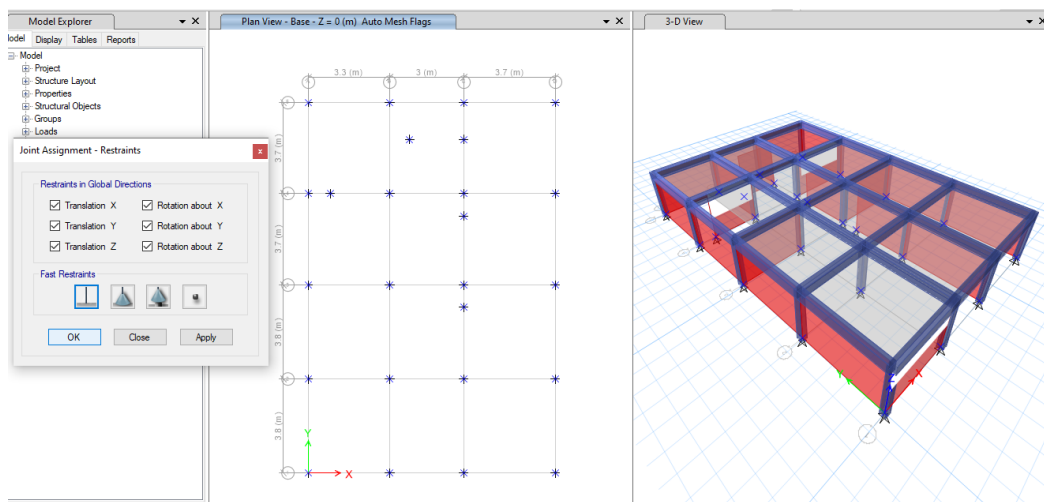 Model Explorer
Model Display Tables Reports
Model
Project
Structure Layout
Properties
Structural Objects
Groups
Loads
Joint Assignment - Restraints
x
Restraints in Global Directions
Translation X
Rotation about X
Translation Y
Rotation about Y
Translation Z
Rotation about Z
Fast Restraints
OK
Close
Apply
Plan View - Base - Z = 0 (m) Auto Mesh Flags
3.3 (m)
3 (m)
3.7 (m)
3.7 (m)
3.7 (m)
3.8 (m)
3.8 (m)
Y
X
3-D View
Z
Y
X